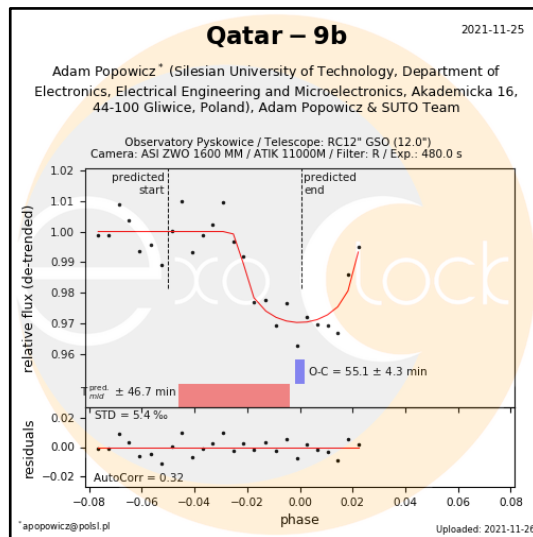 Qatar – 9b
2021-11-25
Adam Popowicz* (Silesian University of Technology, Department of
Electronics, Electrical Engineering and Microelectronics, Akademicka 16,
44-100 Gliwice, Poland), Adam Popowicz & SUTO Team
Observatory Pyskowice / Telescope: RC12" GSO (12.0")
Camera: ASI ZWO 1600 MM / ATIK 11000M / Filter: R / Exp.: 480.0 s
exo Clock
relative flux (de-trended)
1.02
1.01
1.00
0.99
0.98
0.97
0.96
predicted
start
predicted
end
O-C = 55.1 ± 4.3 min
T pred. mid ± 46.7 min
residuals
0.02
0.00
−0.02
STD = 5.4 ‰
AutoCorr = 0.32
−0.08 −0.06 −0.04 −0.02 0.00 0.02 0.04 0.06 0.08
phase
*apopowicz@polsl.pl
Uploaded: 2021-11-26